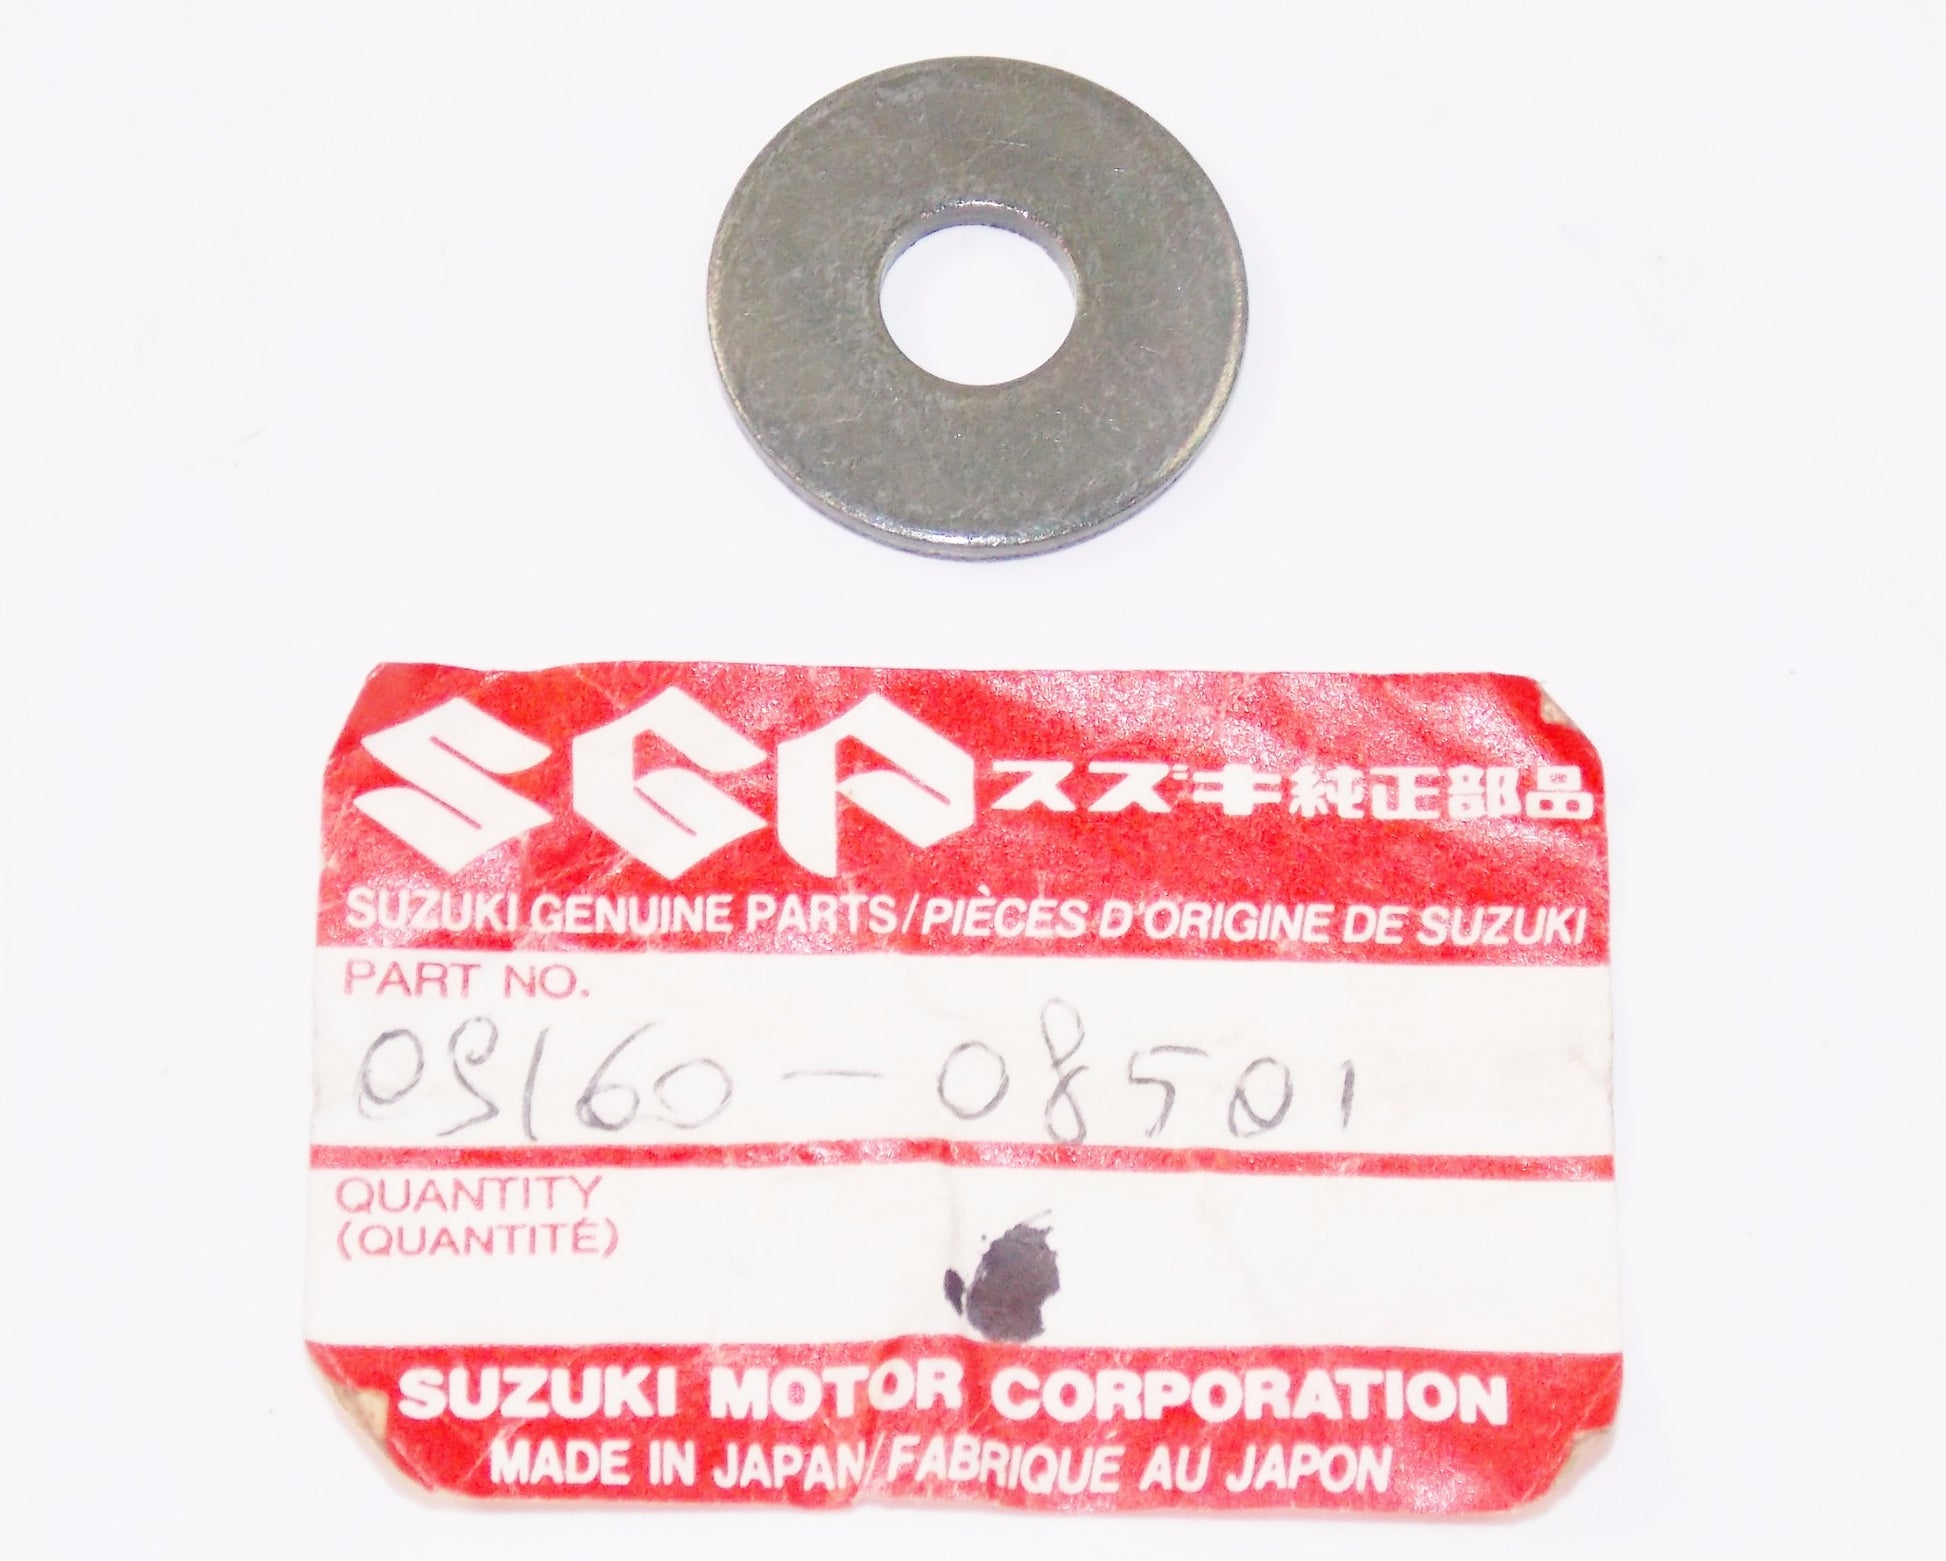 SGP スズキ純正部品
SUZUKI GENUINE PARTS/PIÈCES D'ORIGINE DE SUZUKI
PART NO.
09160-08501
QUANTITY
(QUANTITÉ)
SUZUKI MOTOR CORPORATION
MADE IN JAPAN/FABRIQUÉ AU JAPON